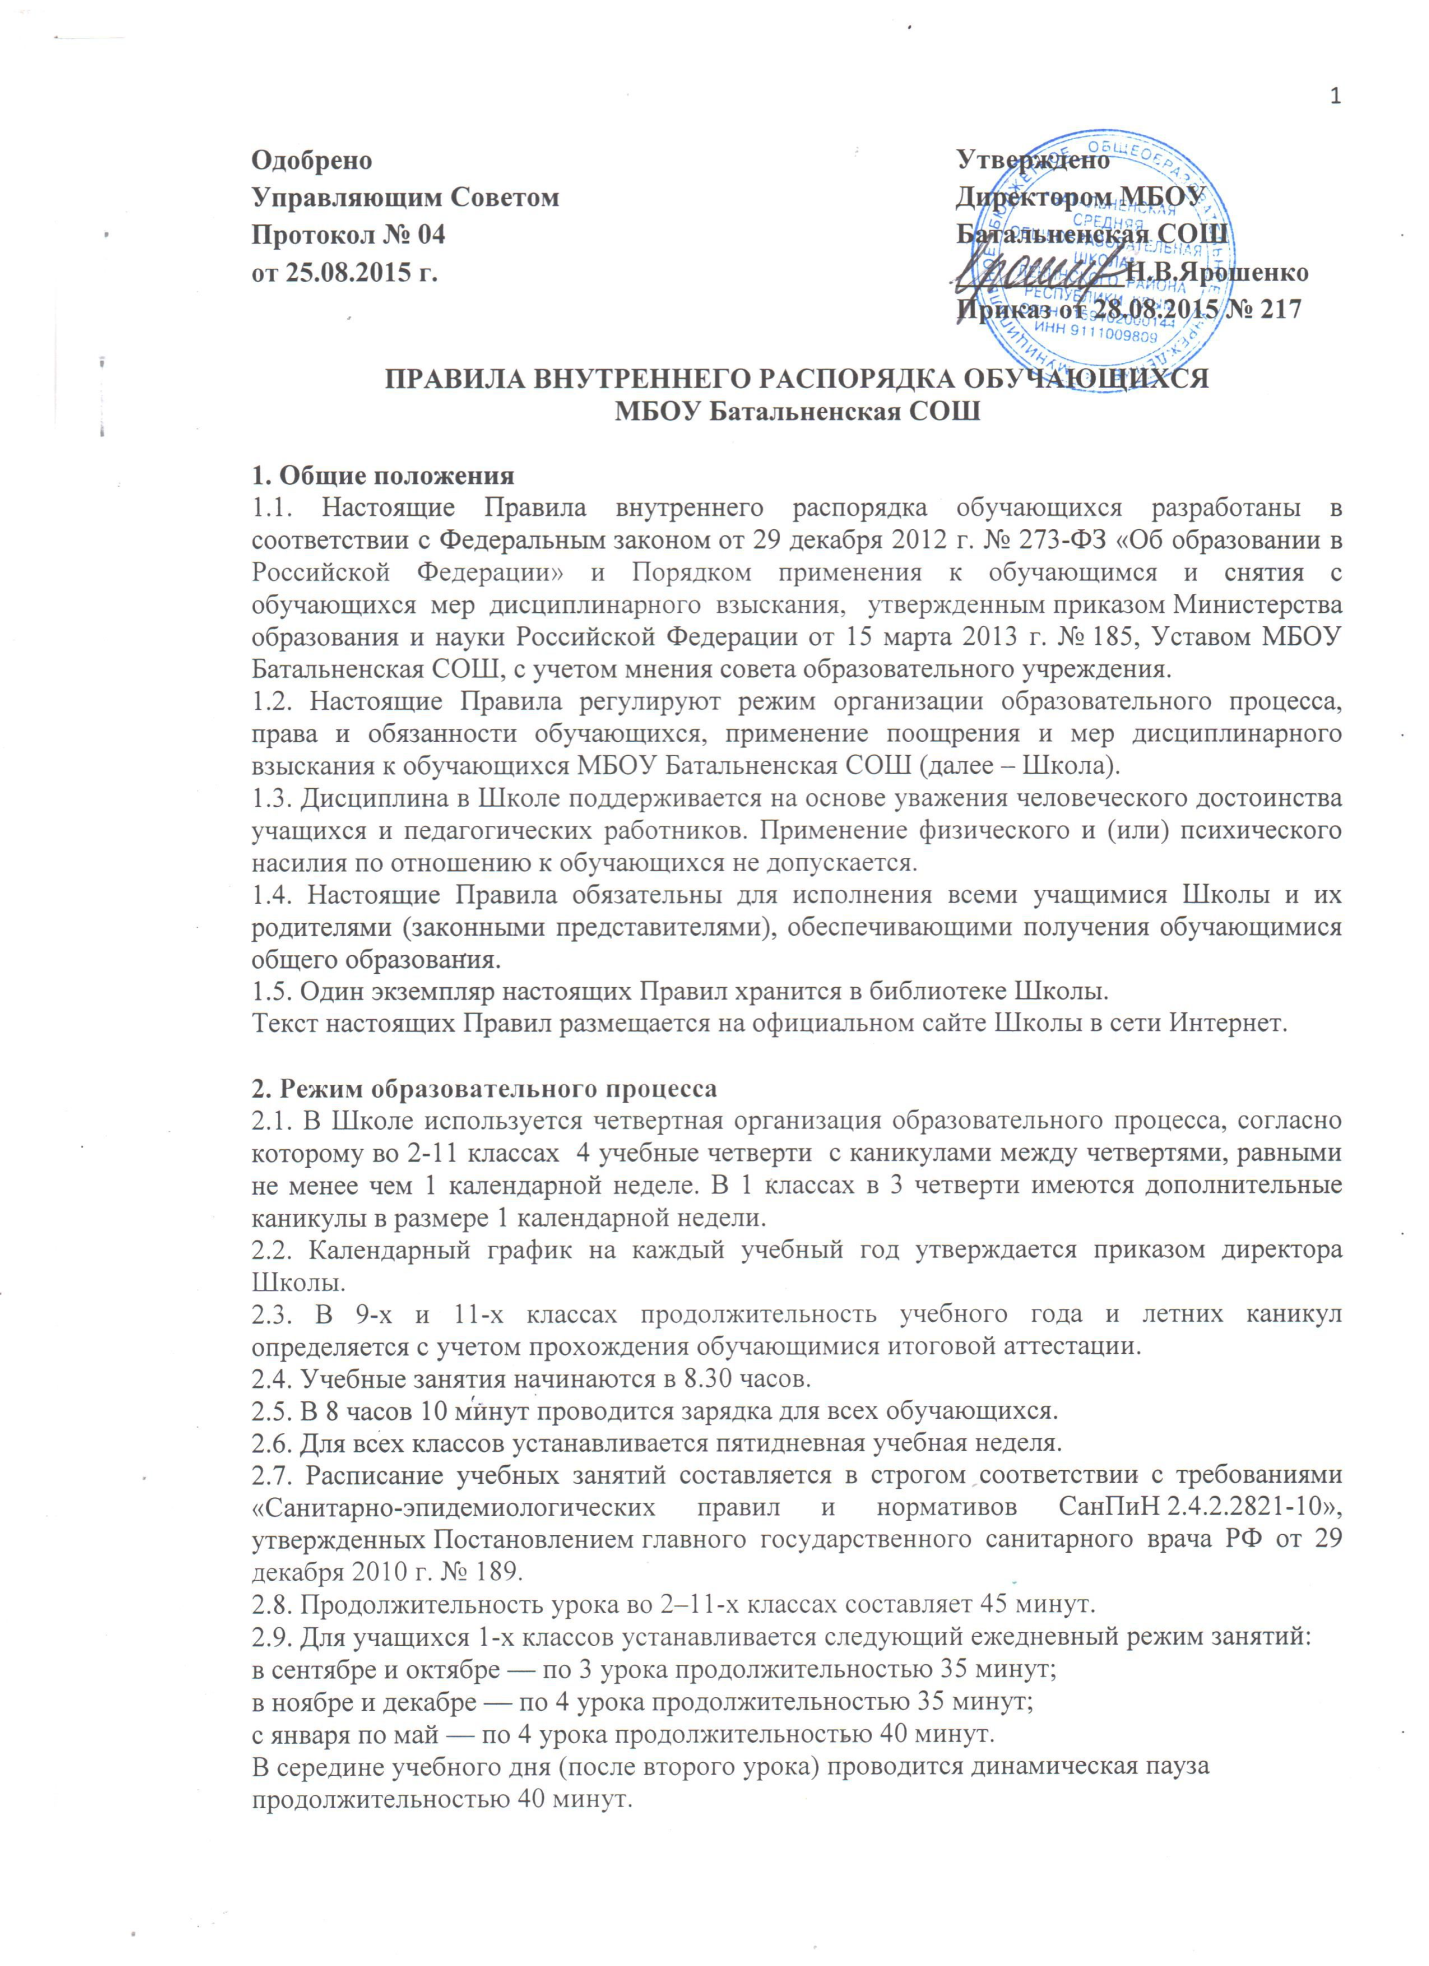 1
Одобрено
Управляющим Советом
Протокол № 04
от 25.08.2015 г.
Утверждено
Директором МБОУ
Батальненская СОШ
Н.В.Ярошенко
Приказ от 28.08.2015 № 217
СРЕДНЯЯ
ШКОЛА
РЕСПУБЛИКИ КРЫМ
ИНН 9111009809
ПРАВИЛА ВНУТРЕННЕГО РАСПОРЯДКА ОБУЧАЮЩИХСЯ
МБОУ Батальненская СОШ
1. Общие положения
1.1. Настоящие Правила внутреннего распорядка обучающихся разработаны в
соответствии с Федеральным законом от 29 декабря 2012 г. № 273-ФЗ «Об образовании в
Российской Федерации» и Порядком применения к обучающимся и снятия с
обучающихся мер дисциплинарного взыскания, утвержденным приказом Министерства
образования и науки Российской Федерации от 15 марта 2013 г. № 185, Уставом МБОУ
Батальненская СОШ, с учетом мнения совета образовательного учреждения.
1.2. Настоящие Правила регулируют режим организации образовательного процесса,
права и обязанности обучающихся, применение поощрения и мер дисциплинарного
взыскания к обучающихся МБОУ Батальненская СОШ (далее – Школа).
1.3. Дисциплина в Школе поддерживается на основе уважения человеческого достоинства
учащихся и педагогических работников. Применение физического и (или) психического
насилия по отношению к обучающихся не допускается.
1.4. Настоящие Правила обязательны для исполнения всеми учащимися Школы и их
родителями (законными представителями), обеспечивающими получения обучающимися
общего образования.
1.5. Один экземпляр настоящих Правил хранится в библиотеке Школы.
Текст настоящих Правил размещается на официальном сайте Школы в сети Интернет.
2. Режим образовательного процесса
2.1. В Школе используется четвертная организация образовательного процесса, согласно
которому во 2-11 классах 4 учебные четверти с каникулами между четвертями, равными
не менее чем 1 календарной неделе. В 1 классах в 3 четверти имеются дополнительные
каникулы в размере 1 календарной недели.
2.2. Календарный график на каждый учебный год утверждается приказом директора
Школы.
2.3. В 9-х и 11-х классах продолжительность учебного года и летних каникул
определяется с учетом прохождения обучающимися итоговой аттестации.
2.4. Учебные занятия начинаются в 8.30 часов.
2.5. В 8 часов 10 минут проводится зарядка для всех обучающихся.
2.6. Для всех классов устанавливается пятидневная учебная неделя.
2.7. Расписание учебных занятий составляется в строгом соответствии с требованиями
«Санитарно-эпидемиологических правил и нормативов СанПиН 2.4.2.2821-10»,
утвержденных Постановлением главного государственного санитарного врача РФ от 29
декабря 2010 г. № 189.
2.8. Продолжительность урока во 2–11-х классах составляет 45 минут.
2.9. Для учащихся 1-х классов устанавливается следующий ежедневный режим занятий:
в сентябре и октябре — по 3 урока продолжительностью 35 минут;
в ноябре и декабре — по 4 урока продолжительностью 35 минут;
с января по май — по 4 урока продолжительностью 40 минут.
В середине учебного дня (после второго урока) проводится динамическая пауза
продолжительностью 40 минут.